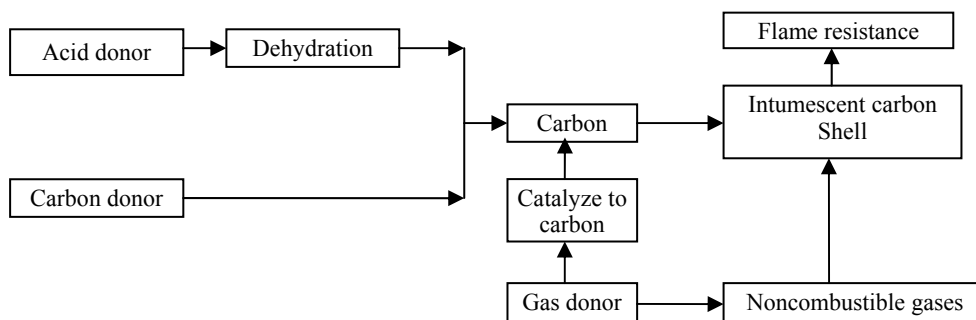 Flame resistance
Acid donor
Dehydration
Intumescent carbon
Shell
Carbon
Carbon donor
Catalyze to
carbon
Gas donor
Noncombustible gases